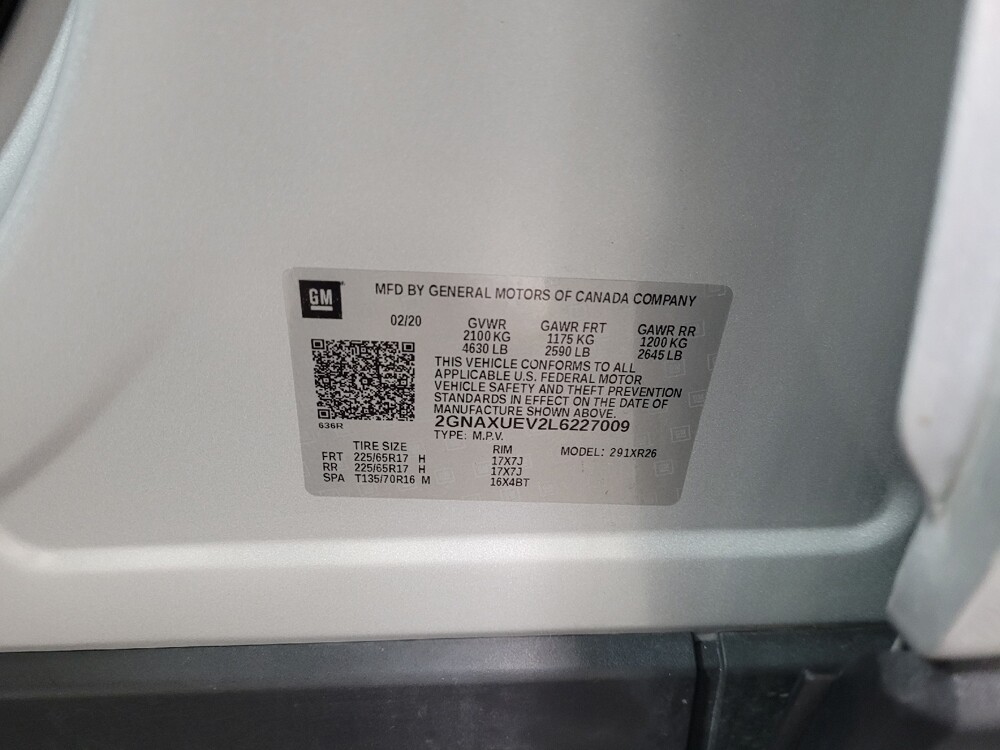 GM MFD BY GENERAL MOTORS OF CANADA COMPANY
02/20 GVWR GAWR FRT GAWR RR
2100 KG 1175 KG 1200 KG
4630 LB 2590 LB 2645 LB
THIS VEHICLE CONFORMS TO ALL
APPLICABLE U.S. FEDERAL MOTOR
VEHICLE SAFETY AND THEFT PREVENTION
STANDARDS IN EFFECT ON THE DATE OF
MANUFACTURE SHOWN ABOVE.
636R 2GNAXUEV2L6227009
TYPE: M.P.V.
TIRE SIZE RIM MODEL: 291XR26
FRT 225/65R17 H 17X7J
RR 225/65R17 H 17X7J
SPA T135/70R16 M 16X4BT